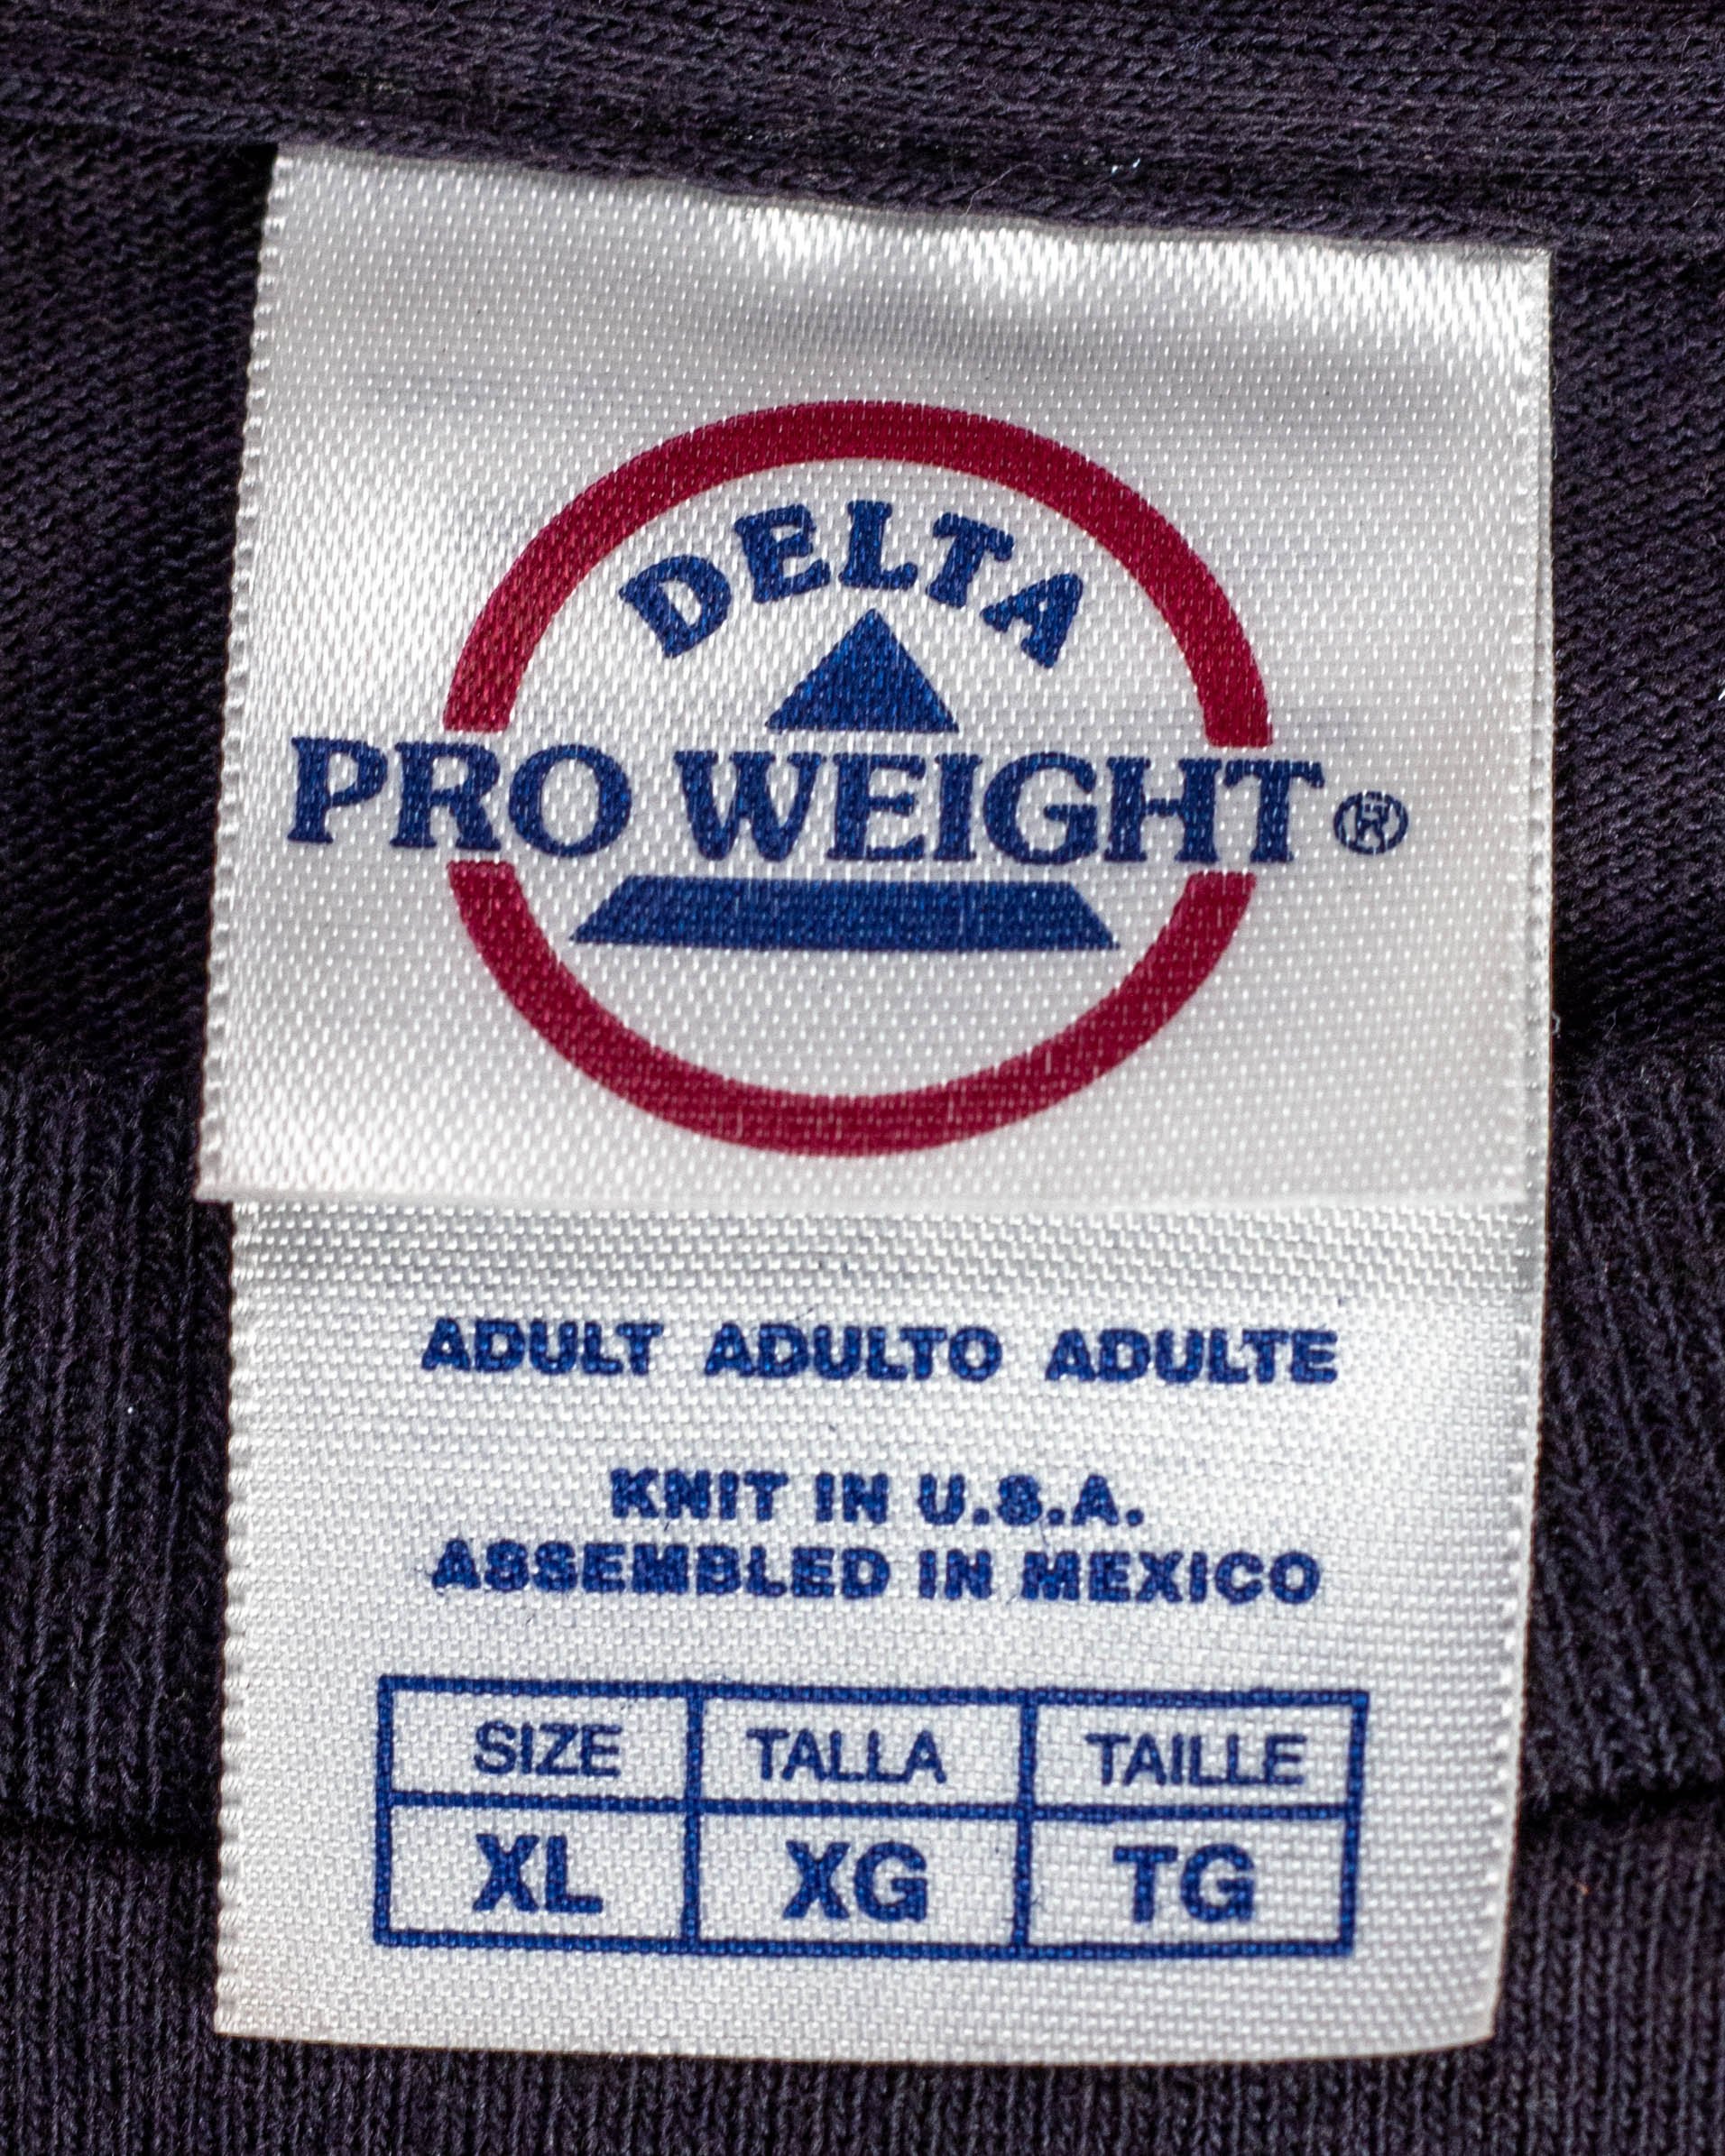 DELTA
PRO WEIGHT®
ADULT ADULTO ADULTE
KNIT IN U.S.A.
ASSEMBLED IN MEXICO
SIZE TALLA TAILLE
XL XG TG